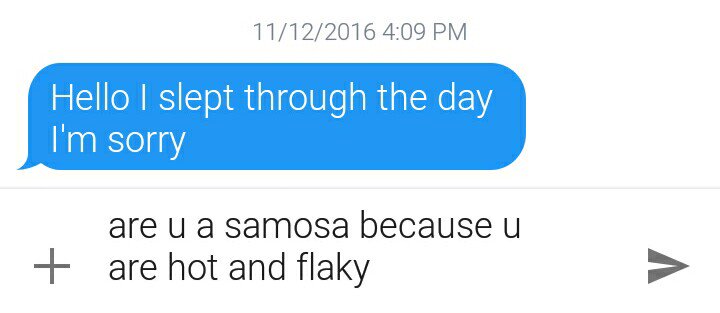 11/12/2016 4:09 PM
Hello I slept through the day
I'm sorry
are u a samosa because u
are hot and flaky